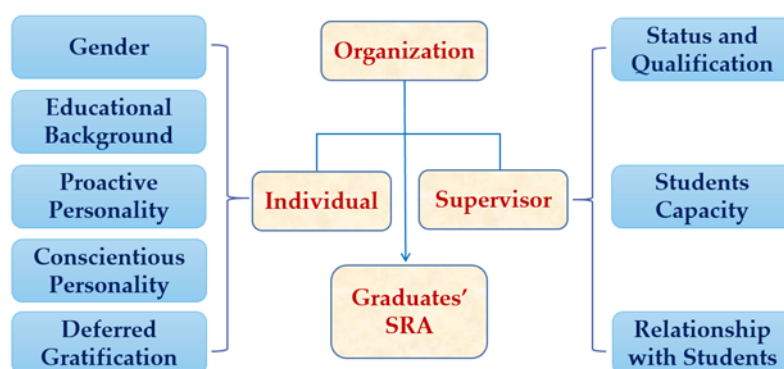 Gender
Educational
Background
Proactive
Personality
Conscientious
Personality
Deferred
Gratification
Organization
Individual
Supervisor
Graduates’
SRA
Status and
Qualification
Students
Capacity
Relationship
with Students